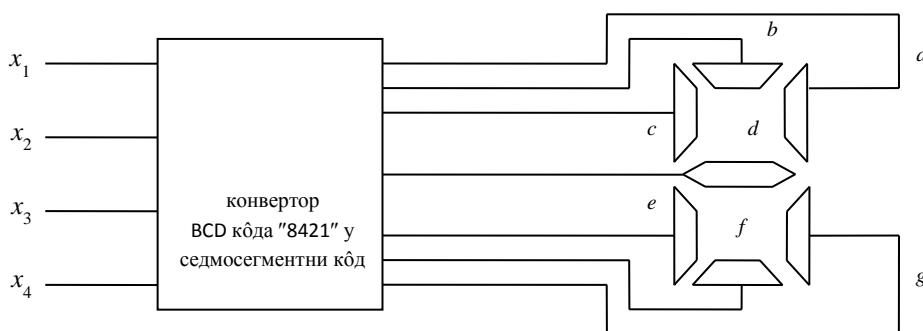 b
x1
a
c
d
x2
x3
конвертор
BCD кôда "8421" у
седмосегментни кôд
e
f
x4
g